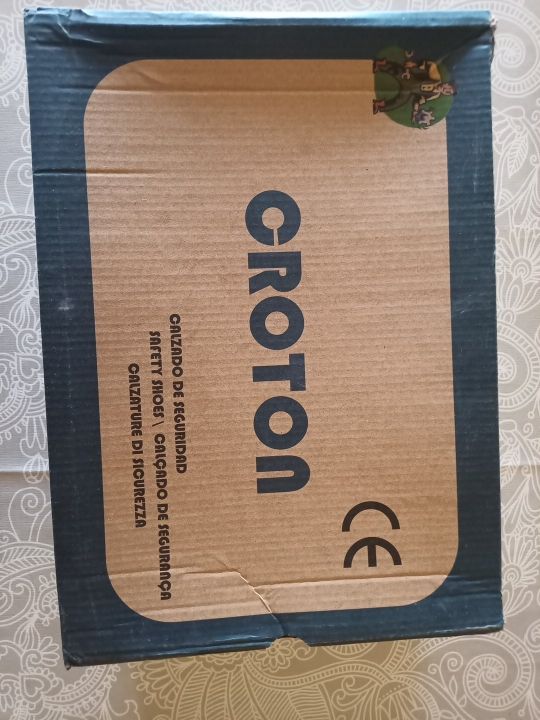 CROTON
CE
CALZADO DE SEGURIDAD
SAFETY SHOES \ CALÇADO DE SEGURANÇA
CALZATURE DI SICUREZZA